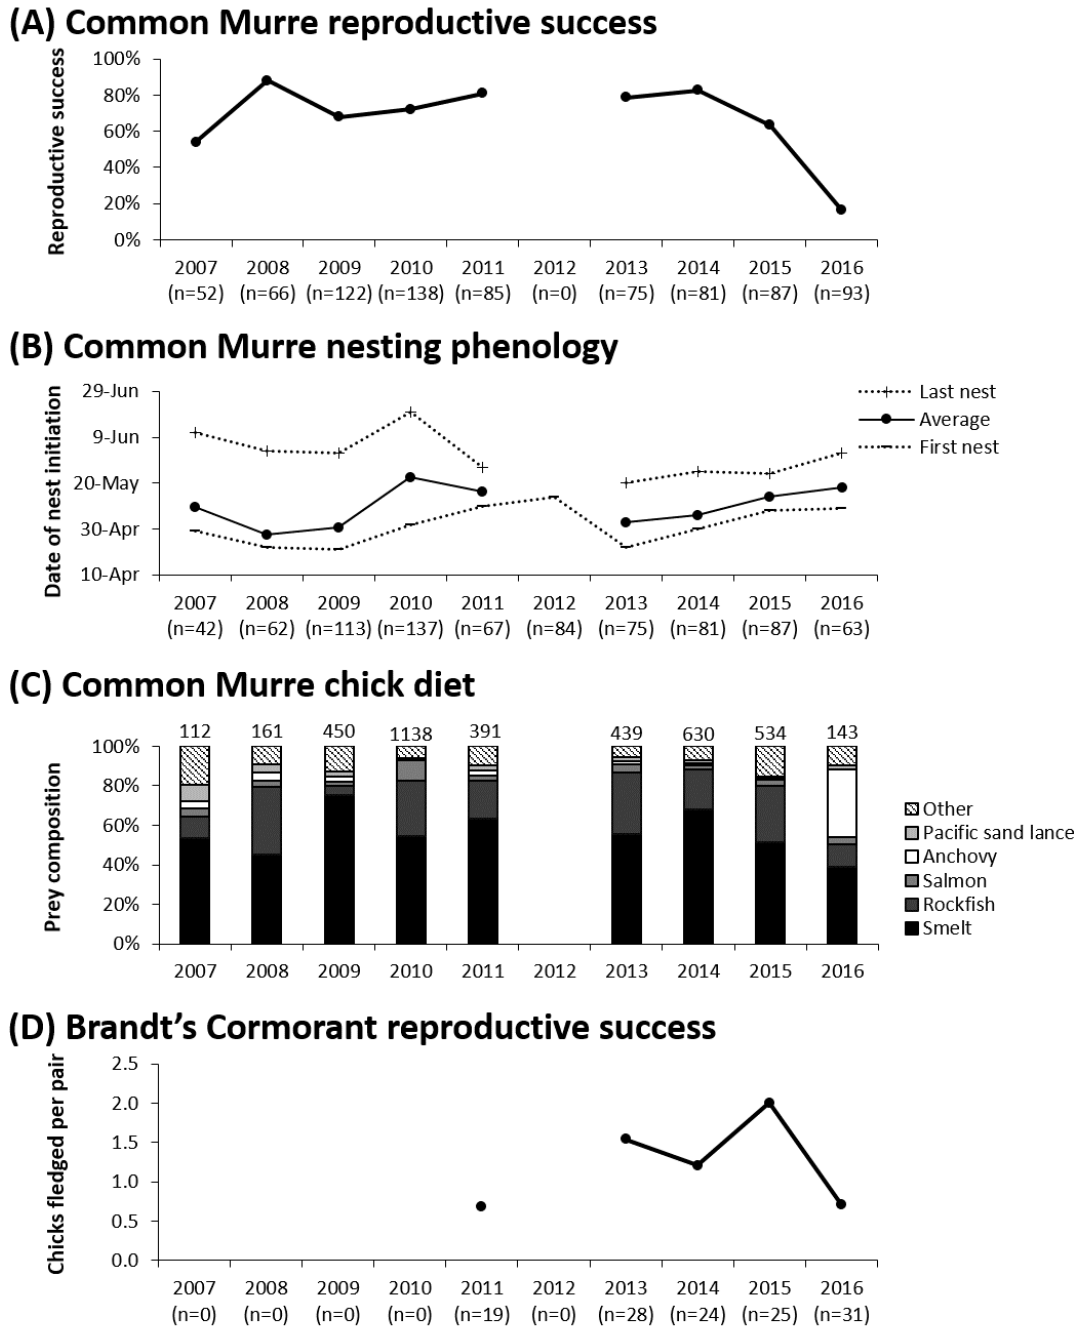 (A) Common Murre reproductive success
Reproductive success
100%
80%
60%
40%
20%
0%
2007 2008 2009 2010 2011 2012 2013 2014 2015 2016
(n=52) (n=66) (n=122) (n=138) (n=85) (n=0) (n=75) (n=81) (n=87) (n=93)
(B) Common Murre nesting phenology
Date of nest initiation
29-Jun
9-Jun
20-May
30-Apr
10-Apr
Last nest
Average
First nest
2007 2008 2009 2010 2011 2012 2013 2014 2015 2016
(n=42) (n=62) (n=113) (n=137) (n=67) (n=84) (n=75) (n=81) (n=87) (n=63)
(C) Common Murre chick diet
Prey composition
112 161 450 1138 391 439 630 534 143
100%
80%
60%
40%
20%
0%
Other
Pacific sand lance
Anchovy
Salmon
Rockfish
Smelt
2007 2008 2009 2010 2011 2012 2013 2014 2015 2016
(D) Brandt’s Cormorant reproductive success
Chicks fledged per pair
2.5
2.0
1.5
1.0
0.5
0.0
2007 2008 2009 2010 2011 2012 2013 2014 2015 2016
(n=0) (n=0) (n=0) (n=0) (n=19) (n=0) (n=28) (n=24) (n=25) (n=31)